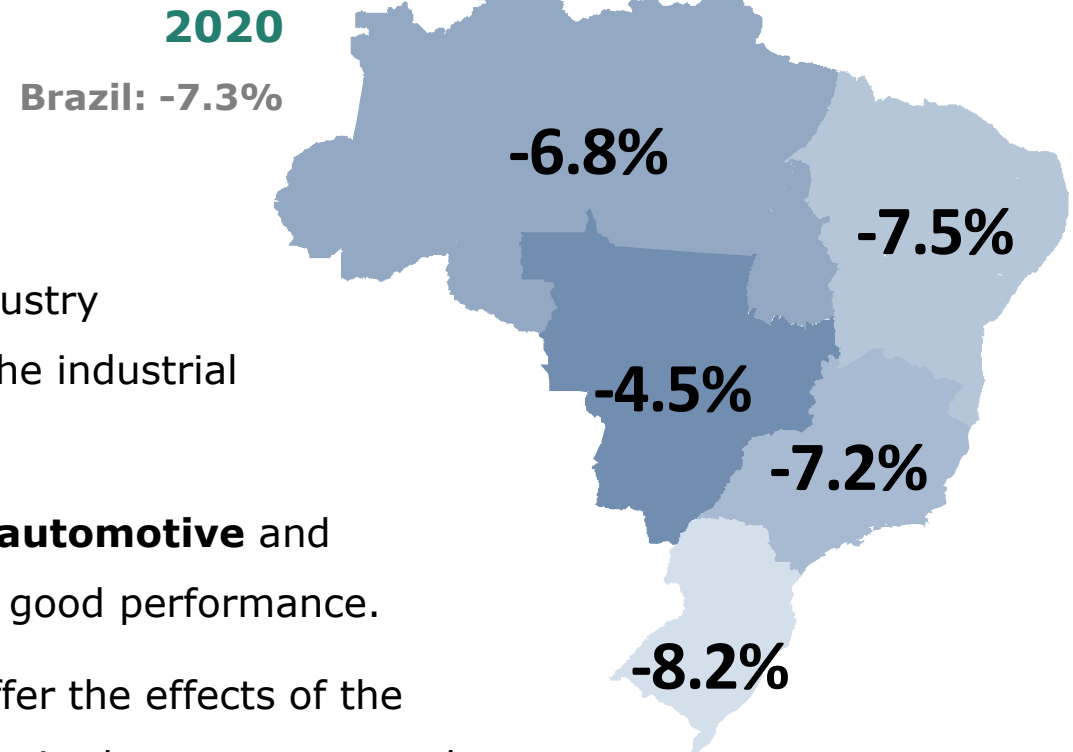 2020
Brazil: -7.3%
-6.8%
-7.5%
-4.5%
-7.2%
-8.2%
ustry
he industrial
automotive and
good performance.
ffer the effects of the